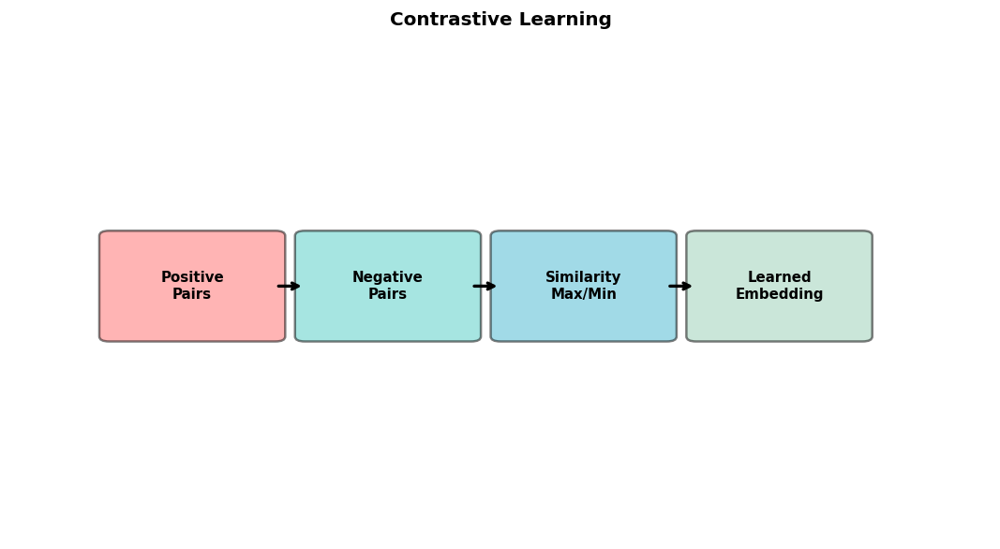 Contrastive Learning
Positive
Pairs
Negative
Pairs
Similarity
Max/Min
Learned
Embedding